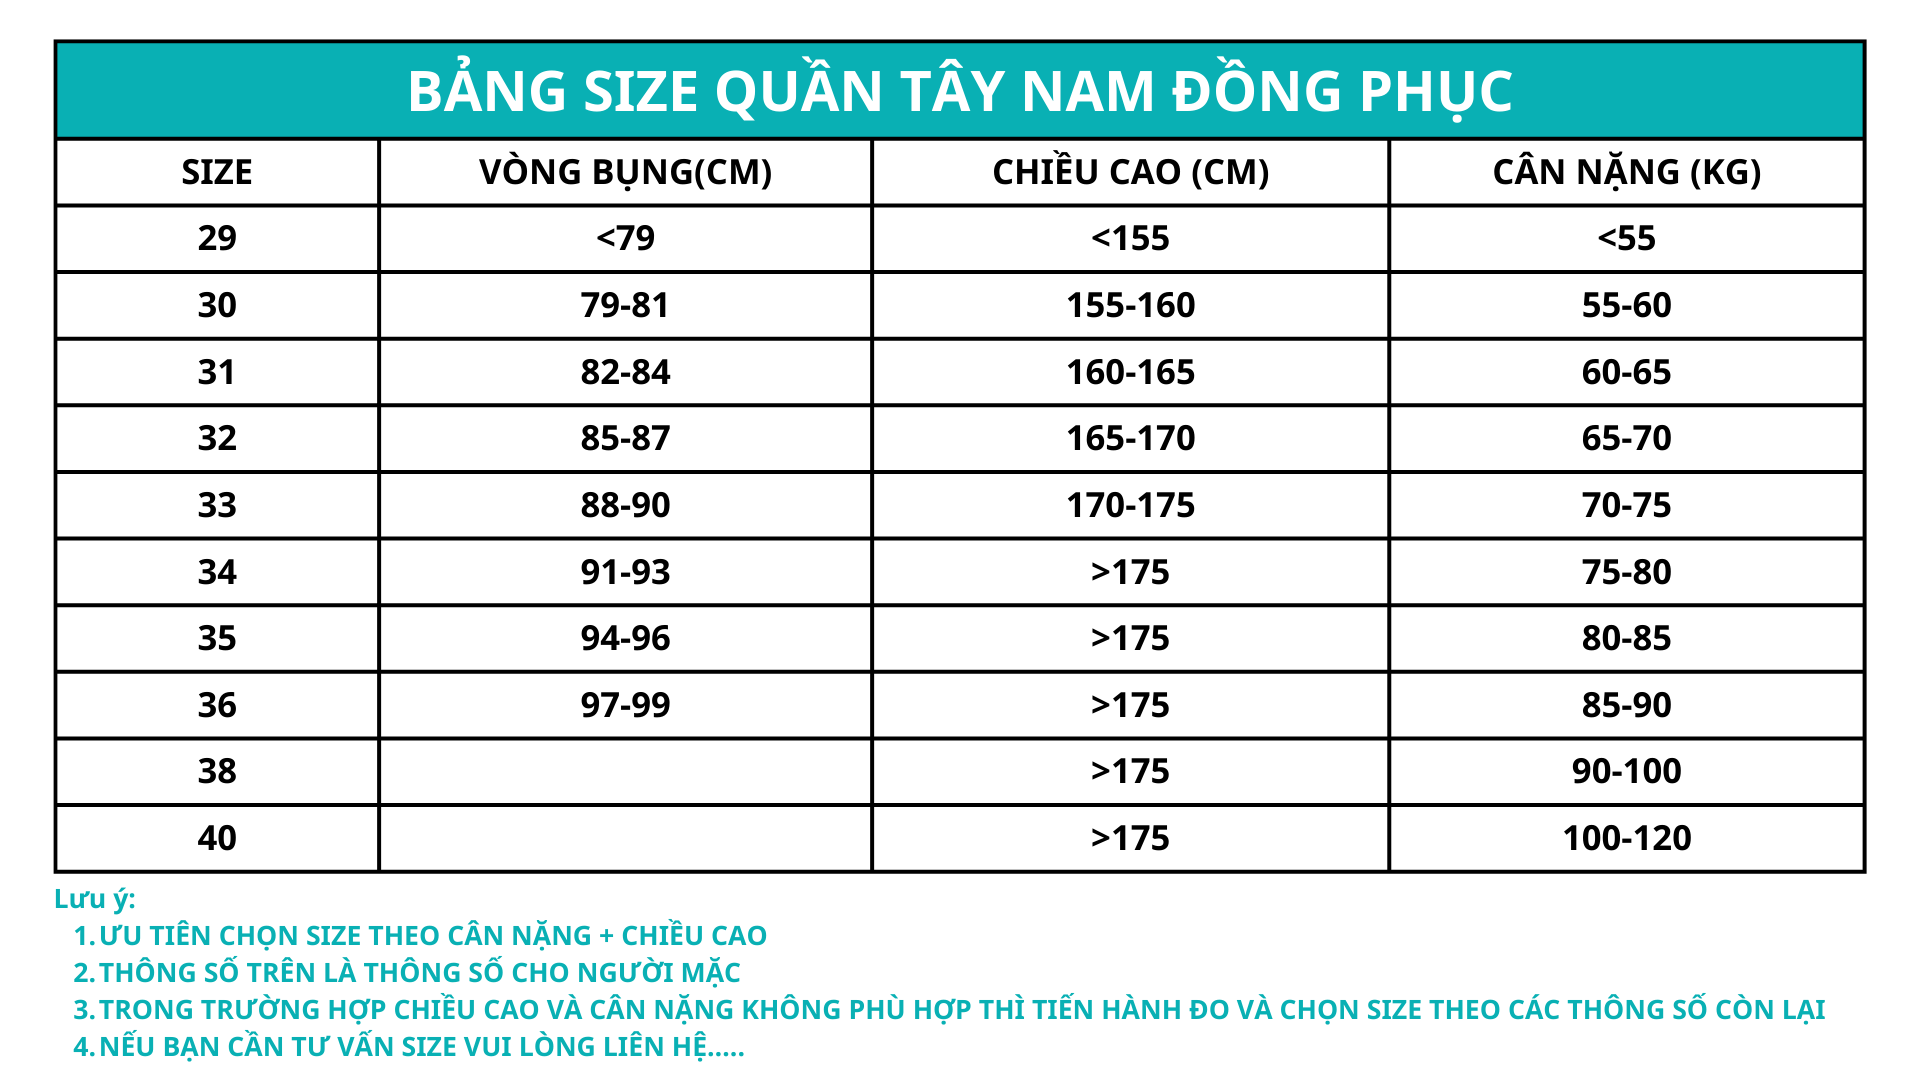 BẢNG SIZE QUẦN TÂY NAM ĐỒNG PHỤC
SIZE VÒNG BỤNG(CM) CHIỀU CAO (CM) CÂN NẶNG (KG)
29 <79 <155 <55
30 79-81 155-160 55-60
31 82-84 160-165 60-65
32 85-87 165-170 65-70
33 88-90 170-175 70-75
34 91-93 >175 75-80
35 94-96 >175 80-85
36 97-99 >175 85-90
38 >175 90-100
40 >175 100-120
Lưu ý:
1. ƯU TIÊN CHỌN SIZE THEO CÂN NẶNG + CHIỀU CAO
2. THÔNG SỐ TRÊN LÀ THÔNG SỐ CHO NGƯỜI MẶC
3. TRONG TRƯỜNG HỢP CHIỀU CAO VÀ CÂN NẶNG KHÔNG PHÙ HỢP THÌ TIẾN HÀNH ĐO VÀ CHỌN SIZE THEO CÁC THÔNG SỐ CÒN LẠI
4. NẾU BẠN CẦN TƯ VẤN SIZE VUI LÒNG LIÊN HỆ.....